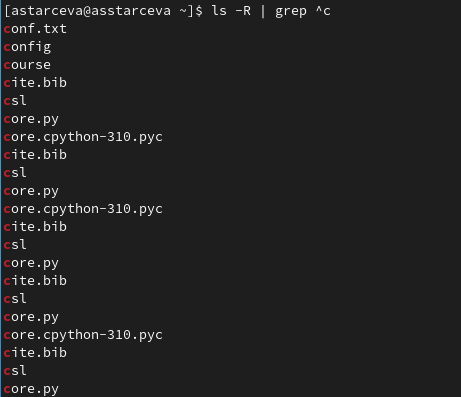 [astarceva@asstarceva ~]$ ls -R | grep ^c
conf.txt
config
course
cite.bib
csl
core.py
core.cpython-310.pyc
cite.bib
csl
core.py
core.cpython-310.pyc
cite.bib
csl
core.py
cite.bib
csl
core.py
core.cpython-310.pyc
cite.bib
csl
core.py